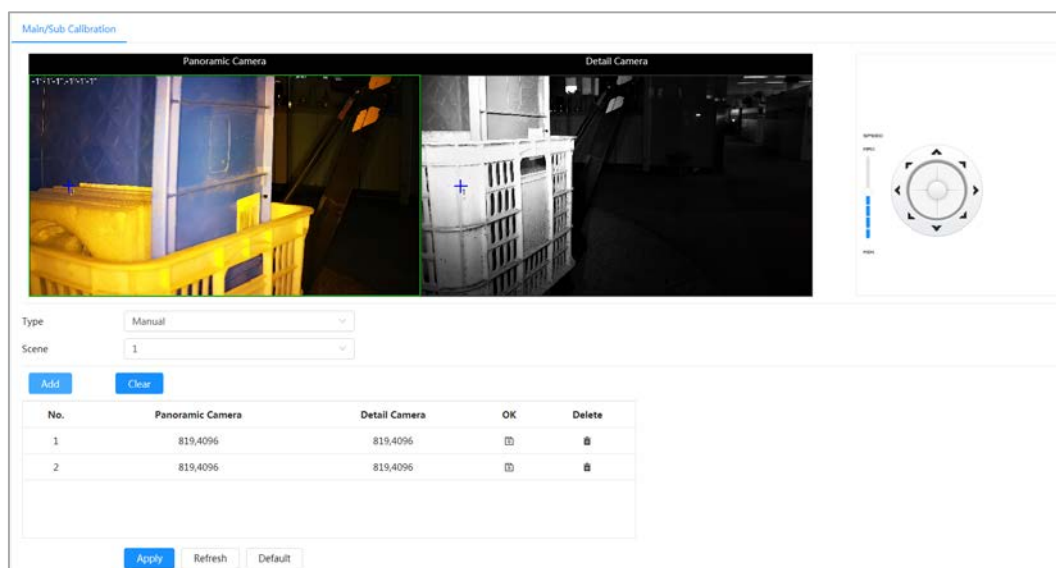 Main/Sub Calibration
Panoramic Camera
Detail Camera
Type
Manual
Scene
1
Add
Clear
No. Panoramic Camera Detail Camera OK Delete
1 819,4096 819,4096
2 819,4096 819,4096
Apply Refresh Default